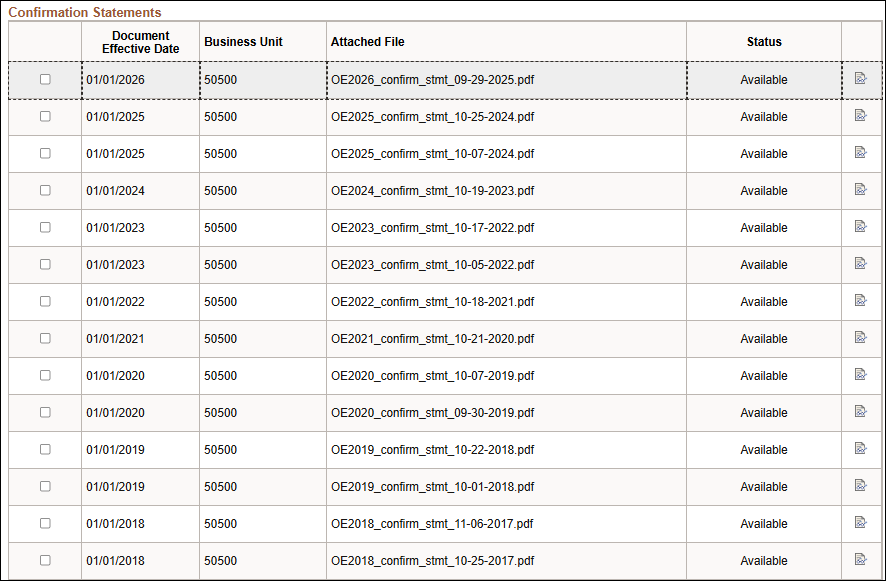 Confirmation Statements
Document
Effective Date Business Unit Attached File Status
01/01/2026 50500 OE2026_confirm_stmt_09-29-2025.pdf Available
01/01/2025 50500 OE2025_confirm_stmt_10-25-2024.pdf Available
01/01/2025 50500 OE2025_confirm_stmt_10-07-2024.pdf Available
01/01/2024 50500 OE2024_confirm_stmt_10-19-2023.pdf Available
01/01/2023 50500 OE2023_confirm_stmt_10-17-2022.pdf Available
01/01/2023 50500 OE2023_confirm_stmt_10-05-2022.pdf Available
01/01/2022 50500 OE2022_confirm_stmt_10-18-2021.pdf Available
01/01/2021 50500 OE2021_confirm_stmt_10-21-2020.pdf Available
01/01/2020 50500 OE2020_confirm_stmt_10-07-2019.pdf Available
01/01/2020 50500 OE2020_confirm_stmt_09-30-2019.pdf Available
01/01/2019 50500 OE2019_confirm_stmt_10-22-2018.pdf Available
01/01/2019 50500 OE2019_confirm_stmt_10-01-2018.pdf Available
01/01/2018 50500 OE2018_confirm_stmt_11-06-2017.pdf Available
01/01/2018 50500 OE2018_confirm_stmt_10-25-2017.pdf Available